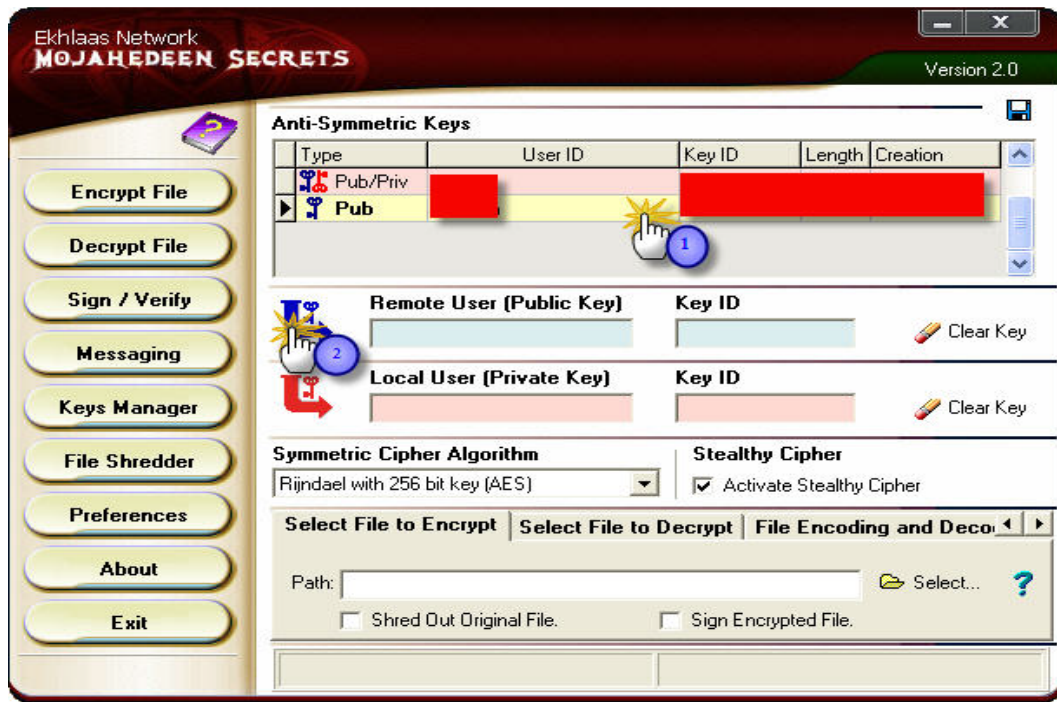 Ekhlaas Network
MOJAHEDEEN SECRETS
Version 2.0
Anti-Symmetric Keys
Type User ID Key ID Length Creation
Pub/Priv
Pub
1
Encrypt File
Decrypt File
Sign / Verify
Messaging
Keys Manager
File Shredder
Preferences
About
Exit
Remote User (Public Key) Key ID
2
Clear Key
Local User (Private Key) Key ID
Clear Key
Symmetric Cipher Algorithm Stealthy Cipher
Rijndael with 256 bit key (AES) Activate Stealthy Cipher
Select File to Encrypt Select File to Decrypt File Encoding and
Path: Select... ?
Shred Out Original File. Sign Encrypted File.